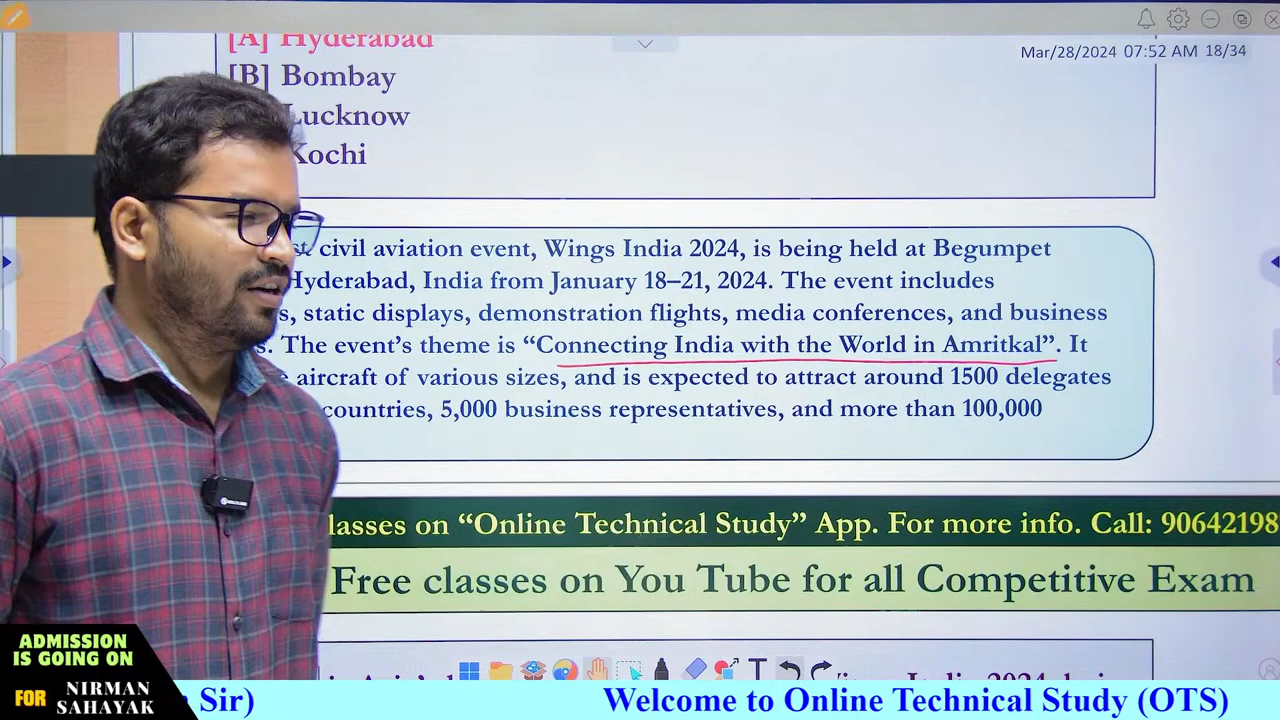 [A] Hyderabad
Mar/28/2024 07:52 AM 18/34
[B] Bombay
Lucknow
Kochi
civil aviation event, Wings India 2024, is being held at Begumpet
Hyderabad, India from January 18–21, 2024. The event includes
static displays, demonstration flights, media conferences, and business
The event's theme is “Connecting India with the World in Amritkal”. It
aircraft of various sizes, and is expected to attract around 1500 delegates
countries, 5,000 business representatives, and more than 100,000
lasses on “Online Technical Study” App. For more info. Call: 90642198
Free classes on You Tube for all Competitive Exam
ADMISSION
IS GOING ON
FOR NIRMAN
SAHAYAK
Sir)
Welcome to Online Technical Study (OTS)